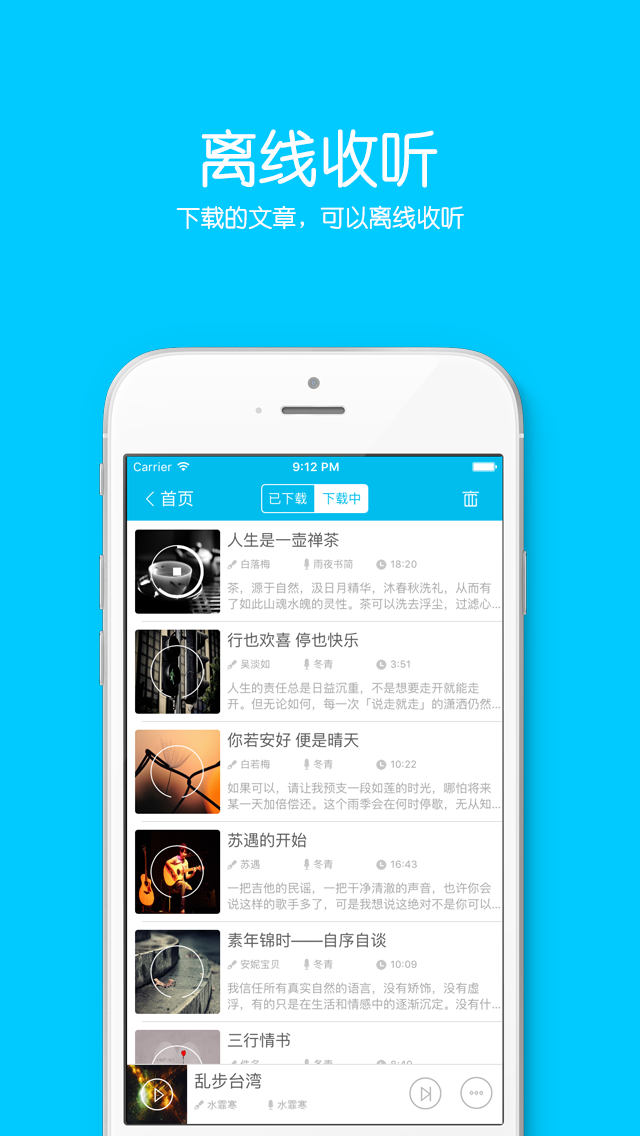 离线收听
下载的文章，可以离线收听
Carrier 9:12 PM
首页 已下载 下载中
人生是一壶禅茶
白落梅 雨夜书简 18:20
茶，源于自然，汲日月精华，沐春秋洗礼，从而有
了如此山魂水魄的灵性。茶可以洗去浮尘，过滤心...
行也欢喜 停也快乐
吴淡如 冬青 3:51
人生的责任总是日益沉重，不是想要走开就能走
开。但无论如何，每一次「说走就走」的潇洒仍然...
你若安好 便是晴天
白若梅 冬青 10:22
如果可以，请让我预支一段如莲的时光，哪怕将来
某一天加倍偿还。这个雨季会在何时停歇，无从知...
苏遇的开始
苏遇 冬青 16:43
一把吉他的民谣，一把干净清澈的声音，也许你会
说这样的歌手多了，可是我想说这绝对不是你可以...
素年锦时——自序自谈
安妮宝贝 冬青 10:09
我信任所有真实自然的语言，没有矫饰，没有虚
浮，有的只是在生活和情感中的逐渐沉定。没有什...
三行情书
乱步台湾
水霏寒 水霏寒